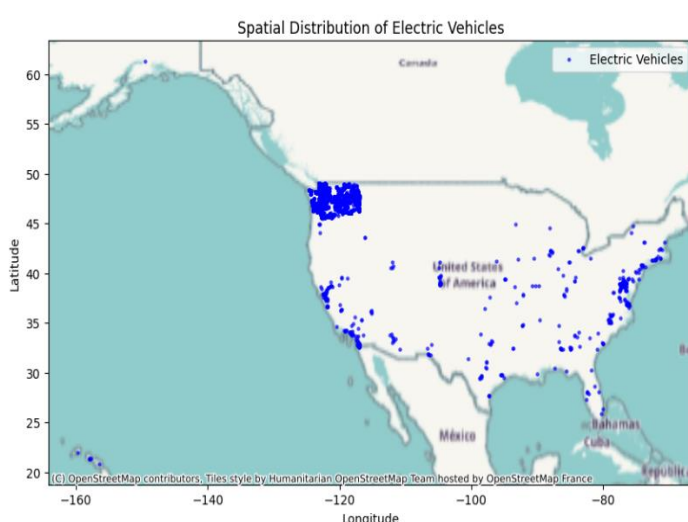 Spatial Distribution of Electric Vehicles
Electric Vehicles
Canada
60
55
50
45
40
35
30
25
20
Latitude
United States
of America
México
Bahamas
Cuba
(C) OpenStreetMap contributors, Tiles style by Humanitarian OpenStreetMap Team hosted by OpenStreetMap France
−160
−140
−120
−100
−80
Longitude